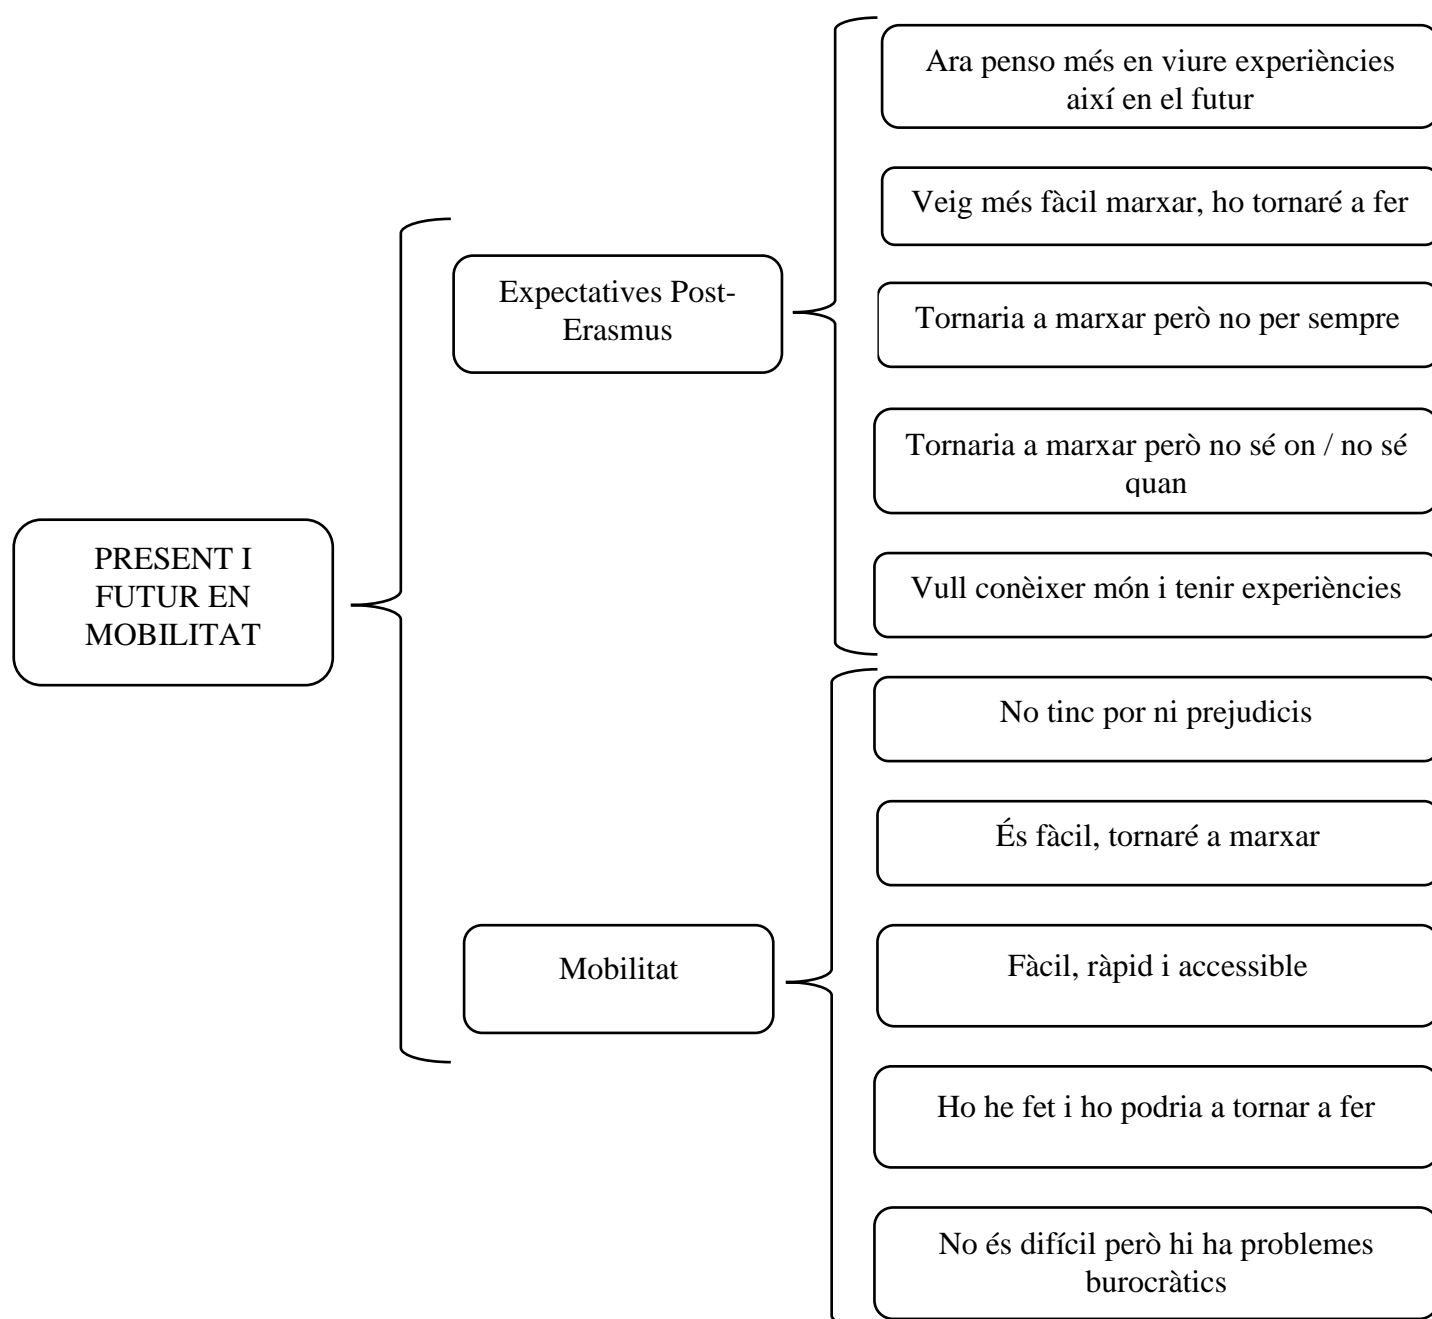 Ara penso més en viure experiències
així en el futur
Veig més fàcil marxar, ho tornaré a fer
Expectatives Post-
Erasmus
Tornaria a marxar però no per sempre
Tornaria a marxar però no sé on / no sé
quan
PRESENT I
FUTUR EN
MOBILITAT
Vull conèixer món i tenir experiències
No tinc por ni prejudicis
És fàcil, tornaré a marxar
Mobilitat
Fàcil, ràpid i accessible
Ho he fet i ho podria a tornar a fer
No és difícil però hi ha problemes
burocràtics